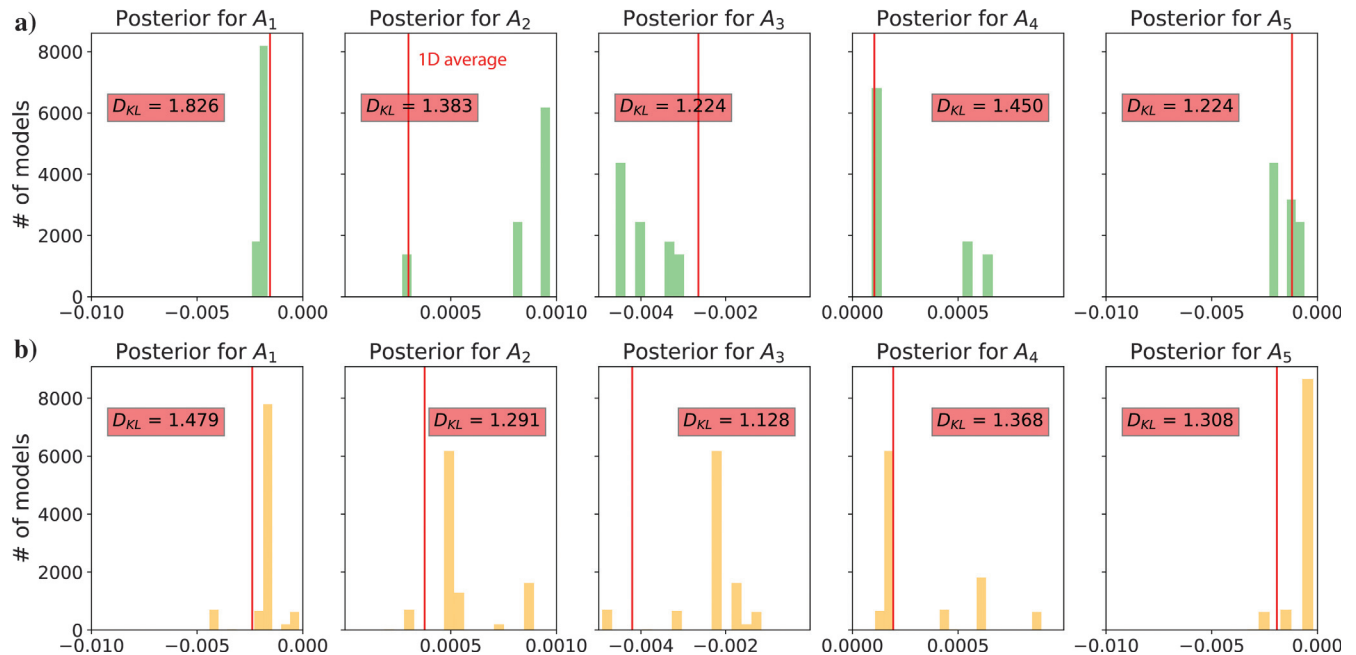 a)
Posterior for A1
Posterior for A2
Posterior for A3
Posterior for A4
Posterior for A5
# of models
8000
6000
4000
2000
0
1D average
DKL = 1.826
DKL = 1.383
DKL = 1.224
DKL = 1.450
DKL = 1.224
−0.010 −0.005 0.000
0.0005 0.0010
−0.004 −0.002
0.0000 0.0005
−0.010 −0.005 0.000
b)
Posterior for A1
Posterior for A2
Posterior for A3
Posterior for A4
Posterior for A5
# of models
8000
6000
4000
2000
0
DKL = 1.479
DKL = 1.291
DKL = 1.128
DKL = 1.368
DKL = 1.308
−0.010 −0.005 0.000
0.0005 0.0010
−0.004 −0.002
0.0000 0.0005
−0.010 −0.005 0.000